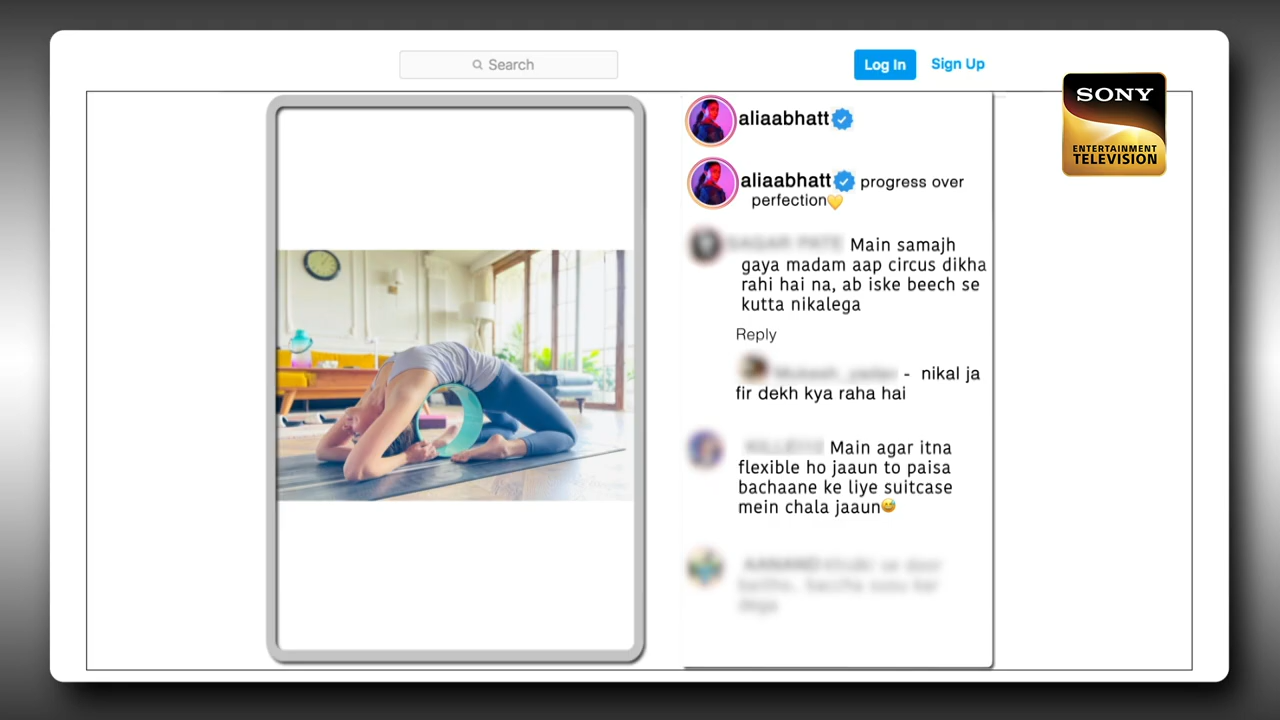 Search
Log In
Sign Up
SONY
ENTERTAINMENT
TELEVISION
aliaabhatt
aliaabhatt progress over
perfection💛
Main samajh
gaya madam aap circus dikha
rahi hai na, ab iske beech se
kutta nikalega
Reply
- nikal ja
fir dekh kya raha hai
Main agar itna
flexible ho jaaun to paisa
bachaane ke liye suitcase
mein chala jaaun😅